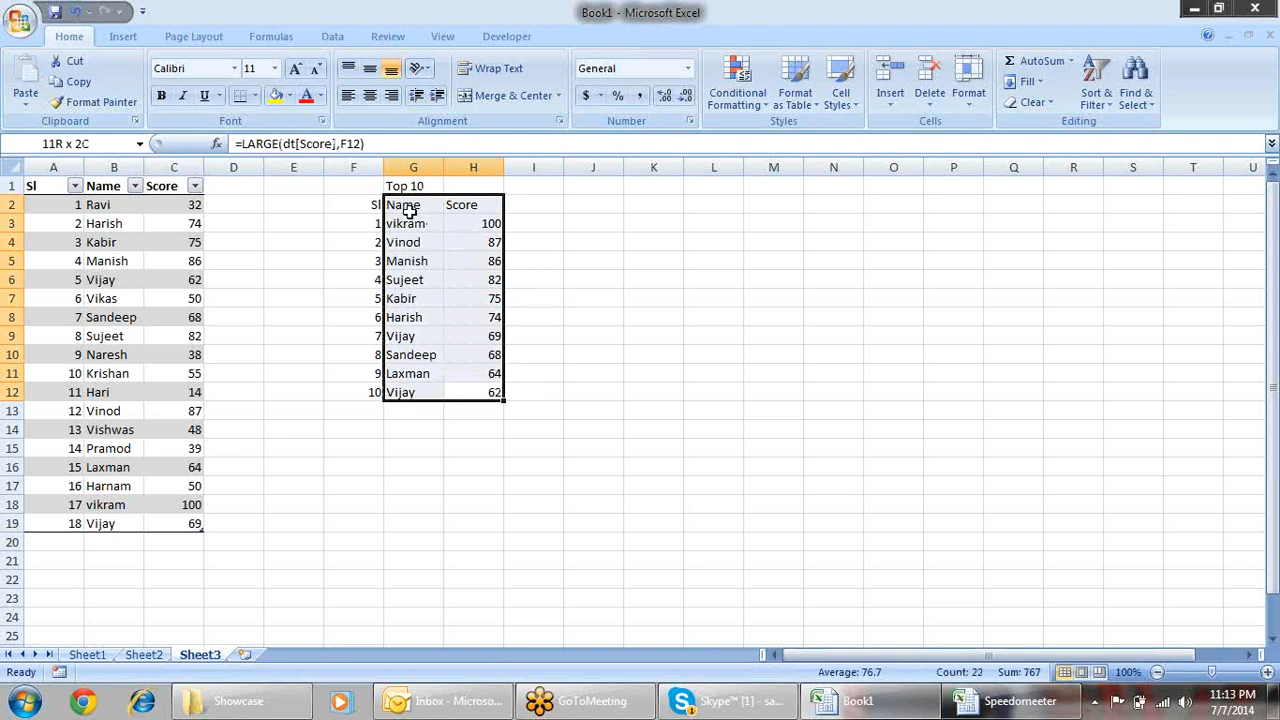 Book1 - Microsoft Excel
Home Insert Page Layout Formulas Data Review View Developer
Paste
Cut
Copy
Format Painter
Clipboard
Calibri 11
B I U
Font
Wrap Text
Merge & Center
Alignment
General
$ % ,
Number
Conditional Formatting
Format as Table
Cell Styles
Styles
Insert Delete Format
Cells
Σ AutoSum
Fill
Clear
Sort & Filter
Find & Select
Editing
11R x 2C fx =LARGE(dt[Score],F12)
A B C D E F G H I J K L M N O P Q R S T U
1 Sl Name Score Top 10
2 1 Ravi 32 Sl Name Score
3 2 Harish 74 1 vikram 100
4 3 Kabir 75 2 Vinod 87
5 4 Manish 86 3 Manish 86
6 5 Vijay 62 4 Sujeet 82
7 6 Vikas 50 5 Kabir 75
8 7 Sandeep 68 6 Harish 74
9 8 Sujeet 82 7 Vijay 69
10 9 Naresh 38 8 Sandeep 68
11 10 Krishan 55 9 Laxman 64
12 11 Hari 14 10 Vijay 62
13 12 Vinod 87
14 13 Vishwas 48
15 14 Pramod 39
16 15 Laxman 64
17 16 Harnam 50
18 17 vikram 100
19 18 Vijay 69
20
21
22
23
24
25
Sheet1 Sheet2 Sheet3
Ready Average: 76.7 Count: 22 Sum: 767 100%
Showcase Inbox - Microso... GoToMeeting Skype™ [1] - sa... Book1 Speedometer
11:13 PM
7/7/2014